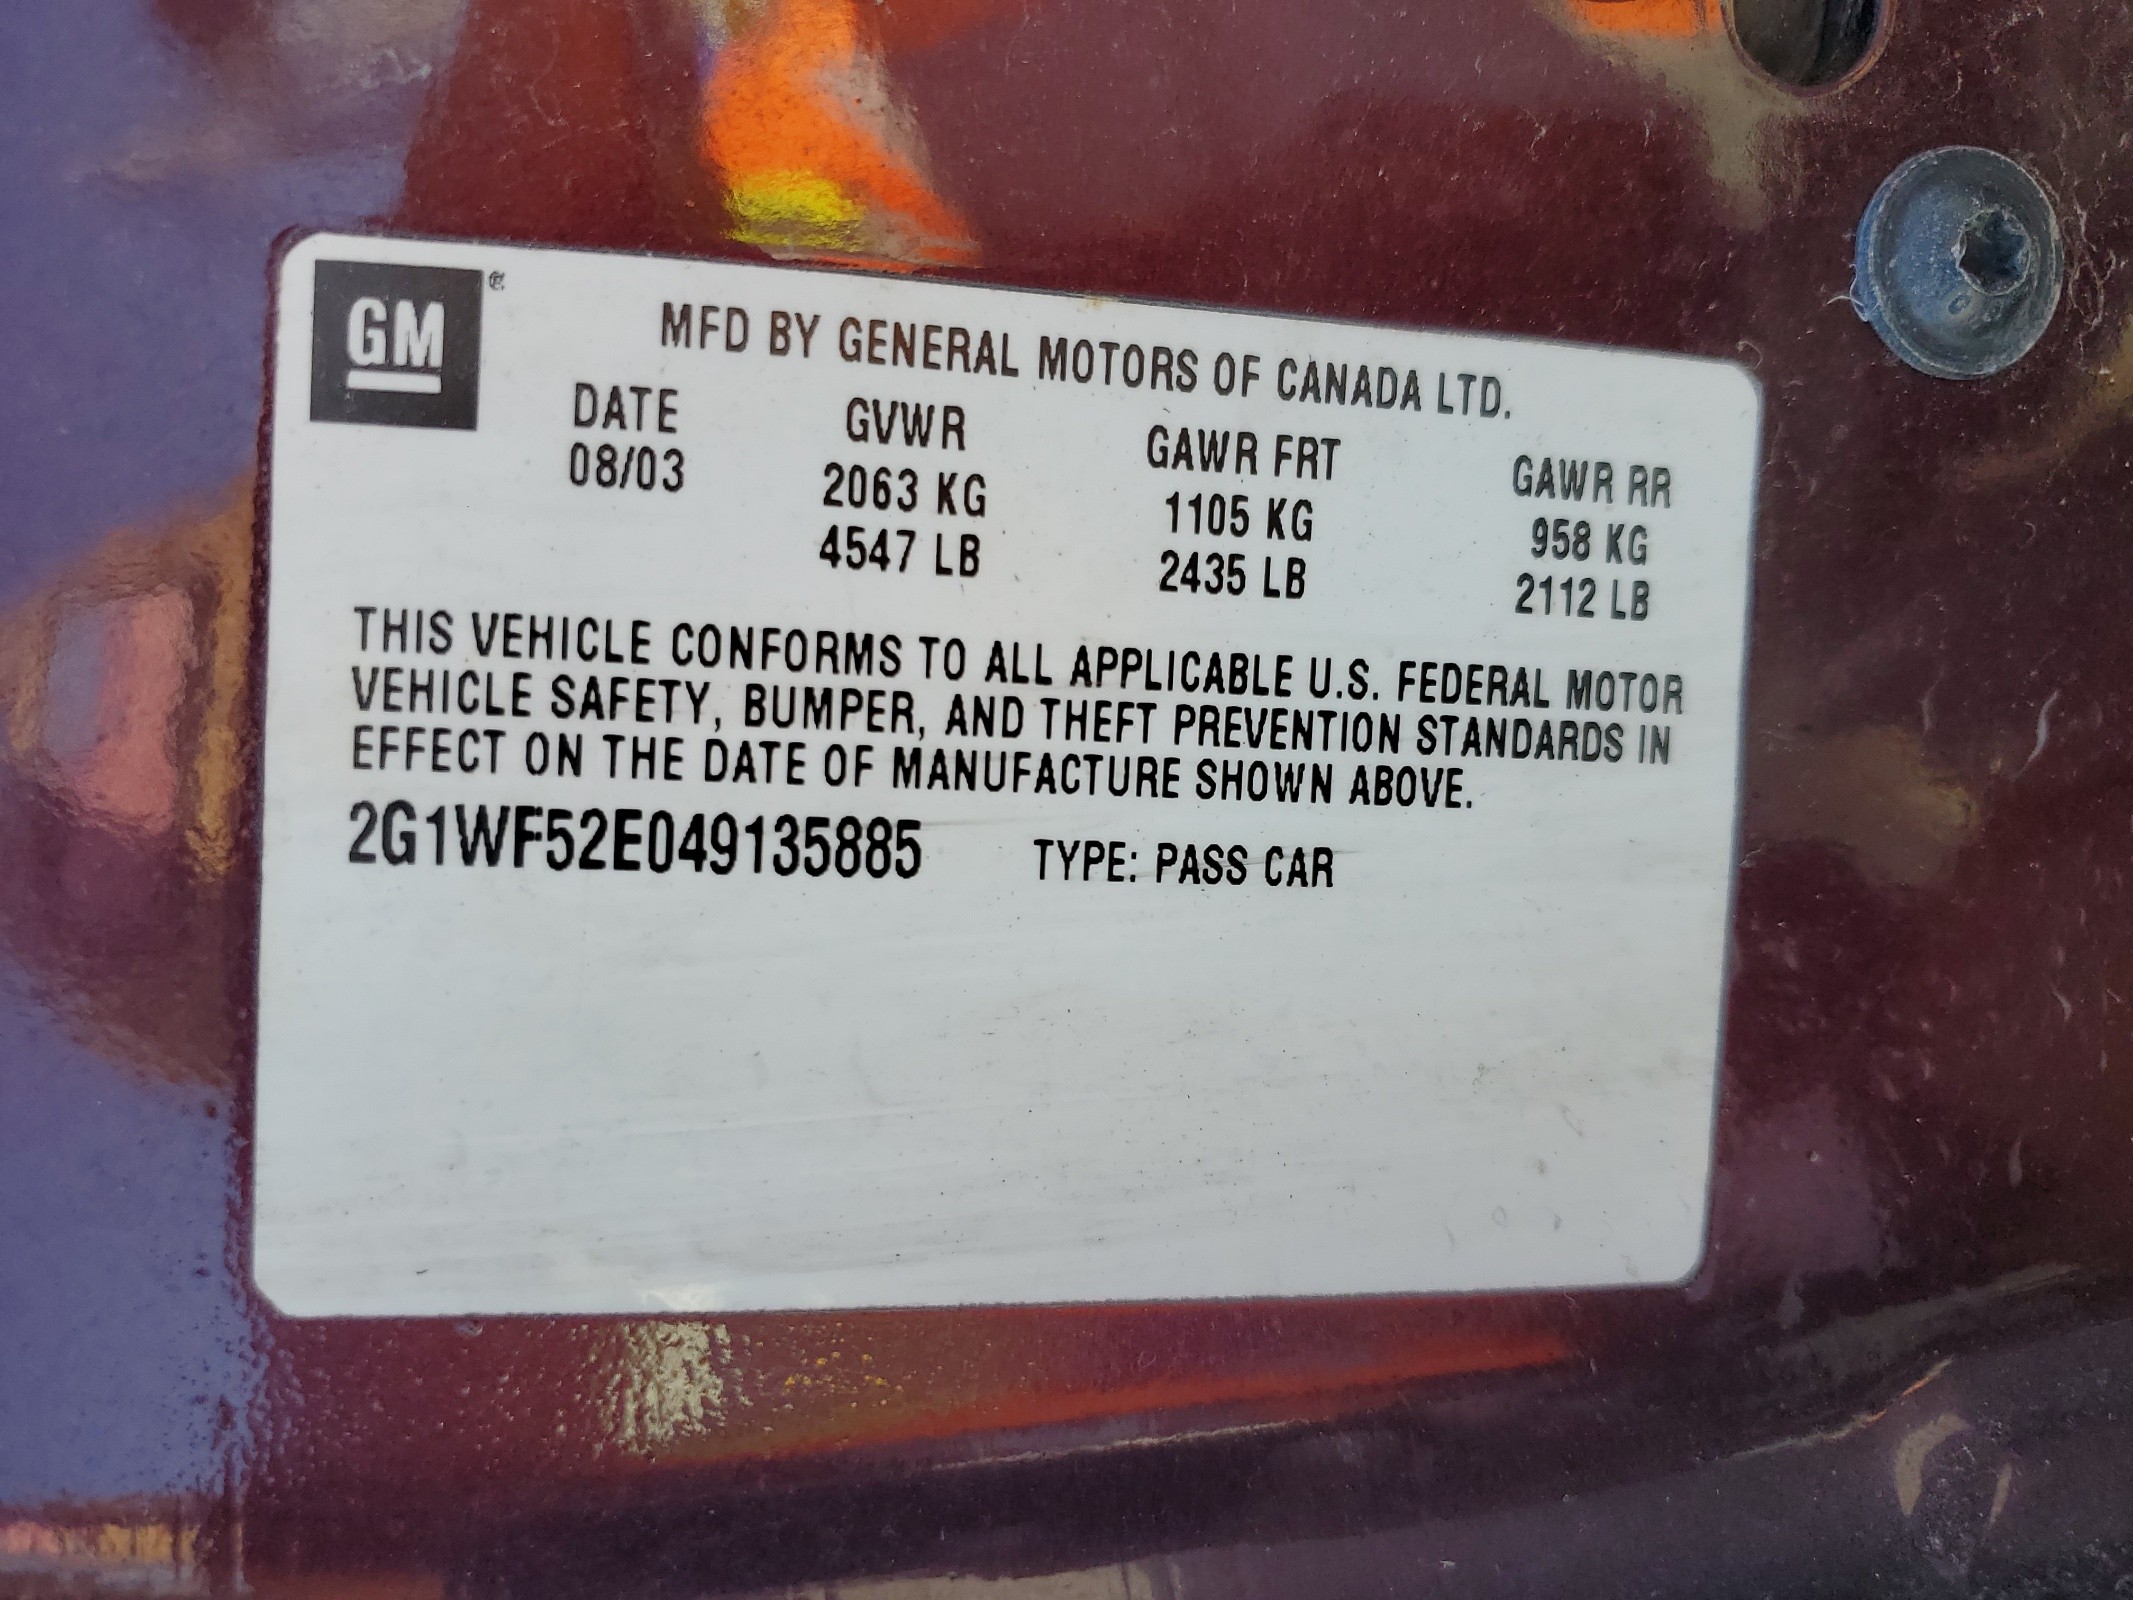 GM
MFD BY GENERAL MOTORS OF CANADA LTD.
DATE GVWR GAWR FRT GAWR RR
08/03 2063 KG 1105 KG 958 KG
4547 LB 2435 LB 2112 LB
THIS VEHICLE CONFORMS TO ALL APPLICABLE U.S. FEDERAL MOTOR
VEHICLE SAFETY, BUMPER, AND THEFT PREVENTION STANDARDS IN
EFFECT ON THE DATE OF MANUFACTURE SHOWN ABOVE.
2G1WF52E049135885 TYPE: PASS CAR